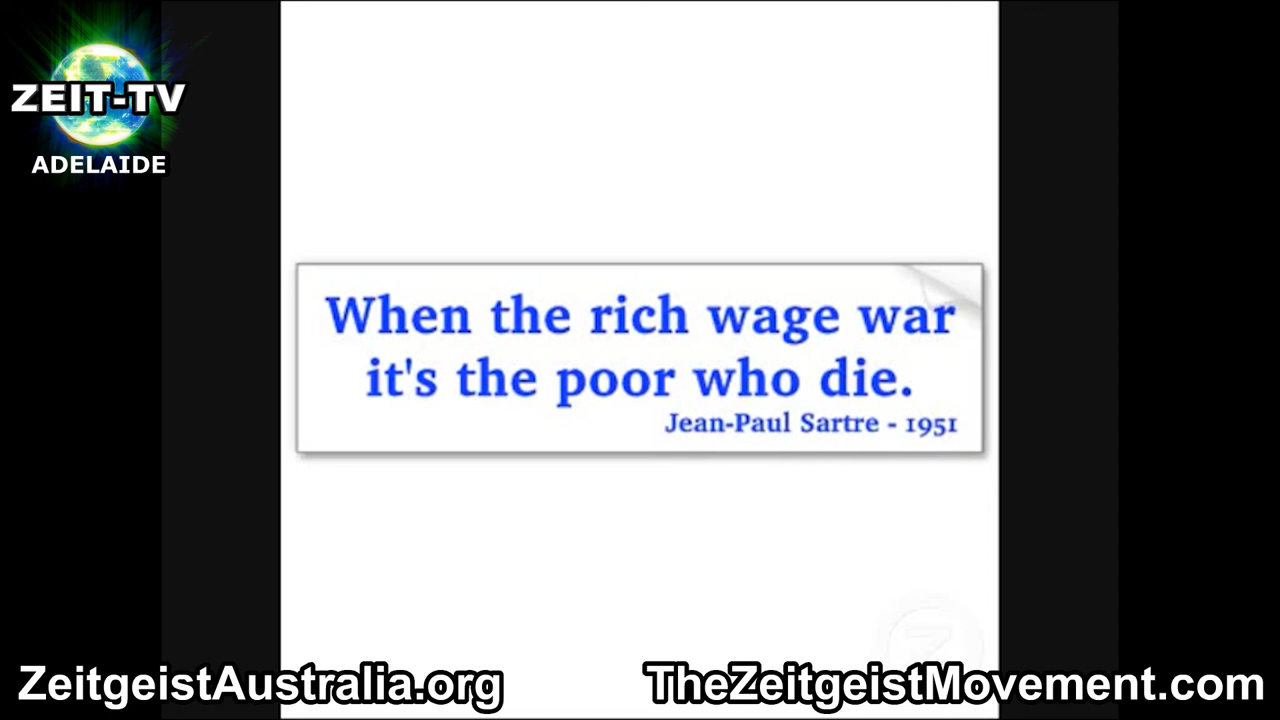 ZEIT-TV
ADELAIDE
When the rich wage war
it's the poor who die.
Jean-Paul Sartre - 1951
ZeitgeistAustralia.org
TheZeitgeistMovement.com